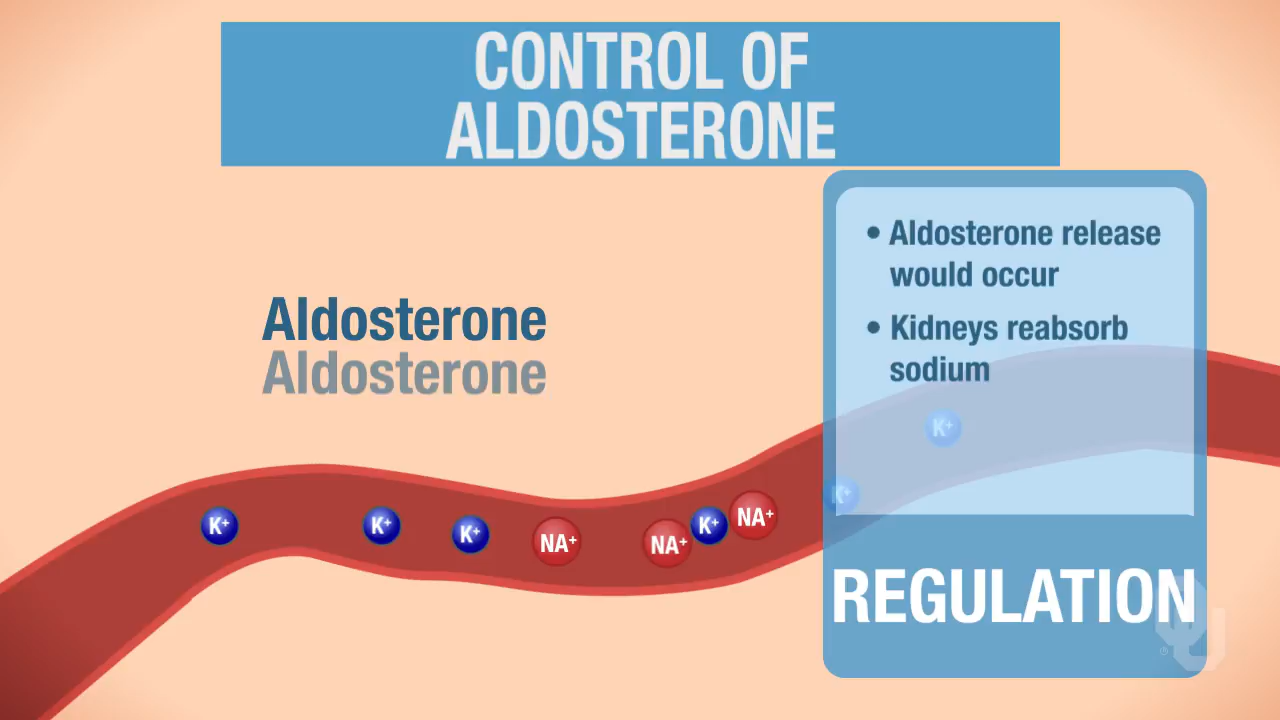 CONTROL OF
ALDOSTERONE
• Aldosterone release
would occur
• Kidneys reabsorb
sodium
Aldosterone
Aldosterone
K+
K+
K+
K+
K+
NA+
NA+
K+
NA+
REGULATION